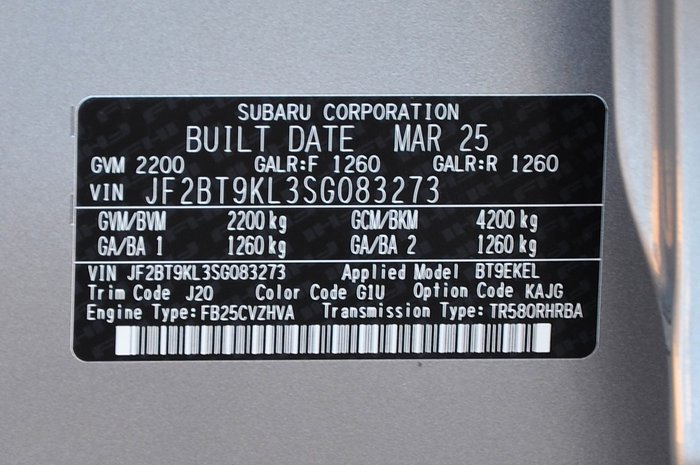 SUBARU CORPORATION
BUILT DATE MAR 25
GVM 2200 GALR:F 1260 GALR:R 1260
VIN JF2BT9KL3SG083273
GVM/BVM 2200 kg GCM/BKM 4200 kg
GA/BA 1 1260 kg GA/BA 2 1260 kg
VIN JF2BT9KL3SG083273 Applied Model BT9EKEL
Trim Code J20 Color Code G1U Option Code KAJG
Engine Type:FB25CVZHVA Transmission Type:TR580RHRBA